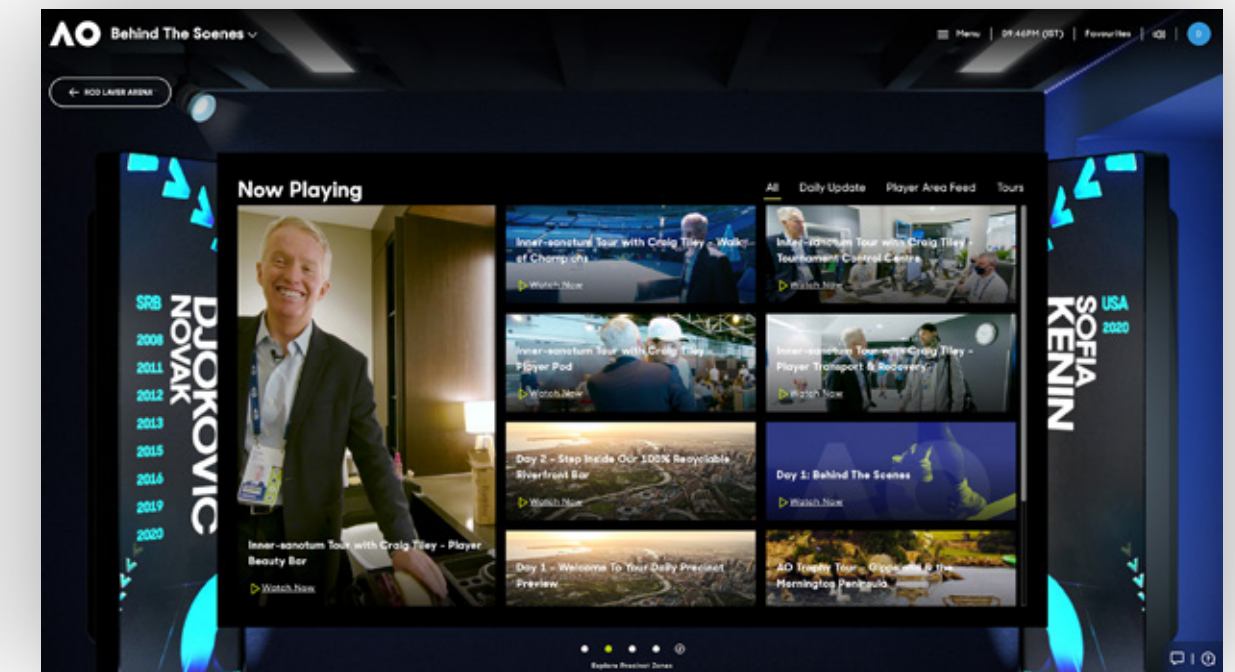 AO Behind The Scenes
Menu | 09:46PM (IST) | Favourites
D
← ROD LAVER ARENA
Now Playing
All Daily Update Player Area Feed Tours
Inner-sanctum Tour with Craig Tiley - Player
Beauty Bar
Watch Now
Inner-sanctum Tour with Craig Tiley - Walk
of Champions
Watch Now
Inner-sanctum Tour with Craig Tiley -
Tournament Control Centre
Watch Now
Inner-sanctum Tour with Craig Tiley -
Player Pod
Watch Now
Inner-sanctum Tour with Craig Tiley -
Player Transport & Recovery
Watch Now
Day 2 - Step Inside Our 100% Recyclable
Riverfront Bar
Watch Now
AO
Day 1: Behind The Scenes
Watch Now
Day 1 - Welcome To Your Daily Precinct
Preview
AO Trophy Tour - Gippsland & the
Mornington Peninsula
SRB
NOVAK
DJOKOVIC
2008
2011
2012
2013
2015
2016
2019
2020
SOFIA
KENIN
USA
2020
Explore Precinct Zones